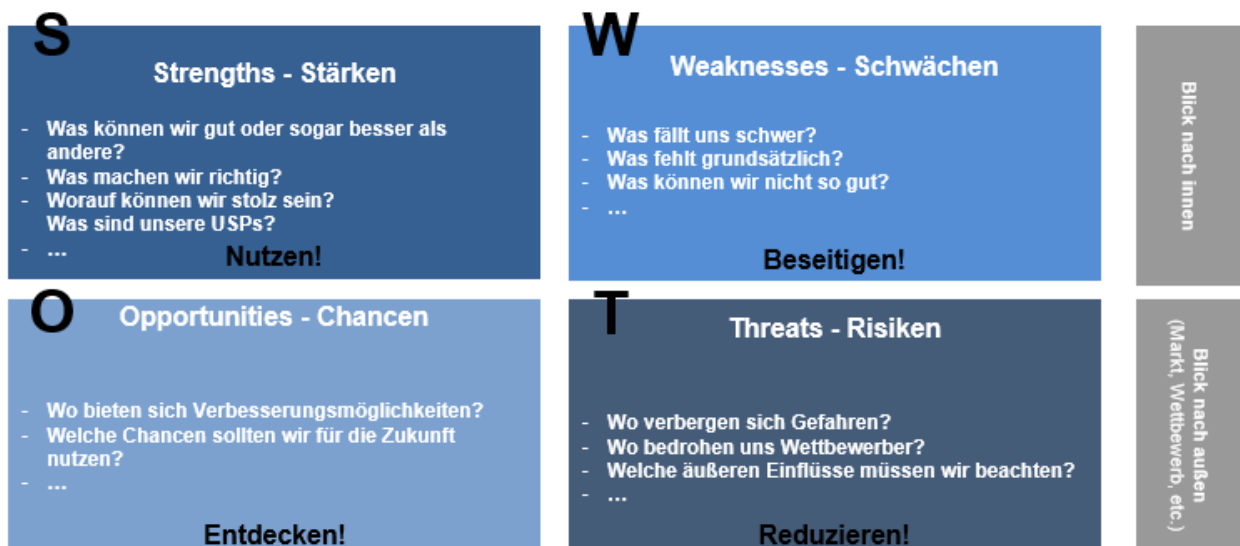 S
Strengths - Stärken
- Was können wir gut oder sogar besser als
andere?
- Was machen wir richtig?
- Worauf können wir stolz sein?
Was sind unsere USPs?
- ...
Nutzen!
W
Weaknesses - Schwächen
- Was fällt uns schwer?
- Was fehlt grundsätzlich?
- Was können wir nicht so gut?
- ...
Beseitigen!
Blick nach innen
O
Opportunities - Chancen
- Wo bieten sich Verbesserungsmöglichkeiten?
- Welche Chancen sollten wir für die Zukunft
nutzen?
- ...
Entdecken!
T
Threats - Risiken
- Wo verbergen sich Gefahren?
- Wo bedrohen uns Wettbewerber?
- Welche äußeren Einflüsse müssen wir beachten?
- ...
Reduzieren!
Blick nach außen
(Markt, Wettbewerb, etc.)